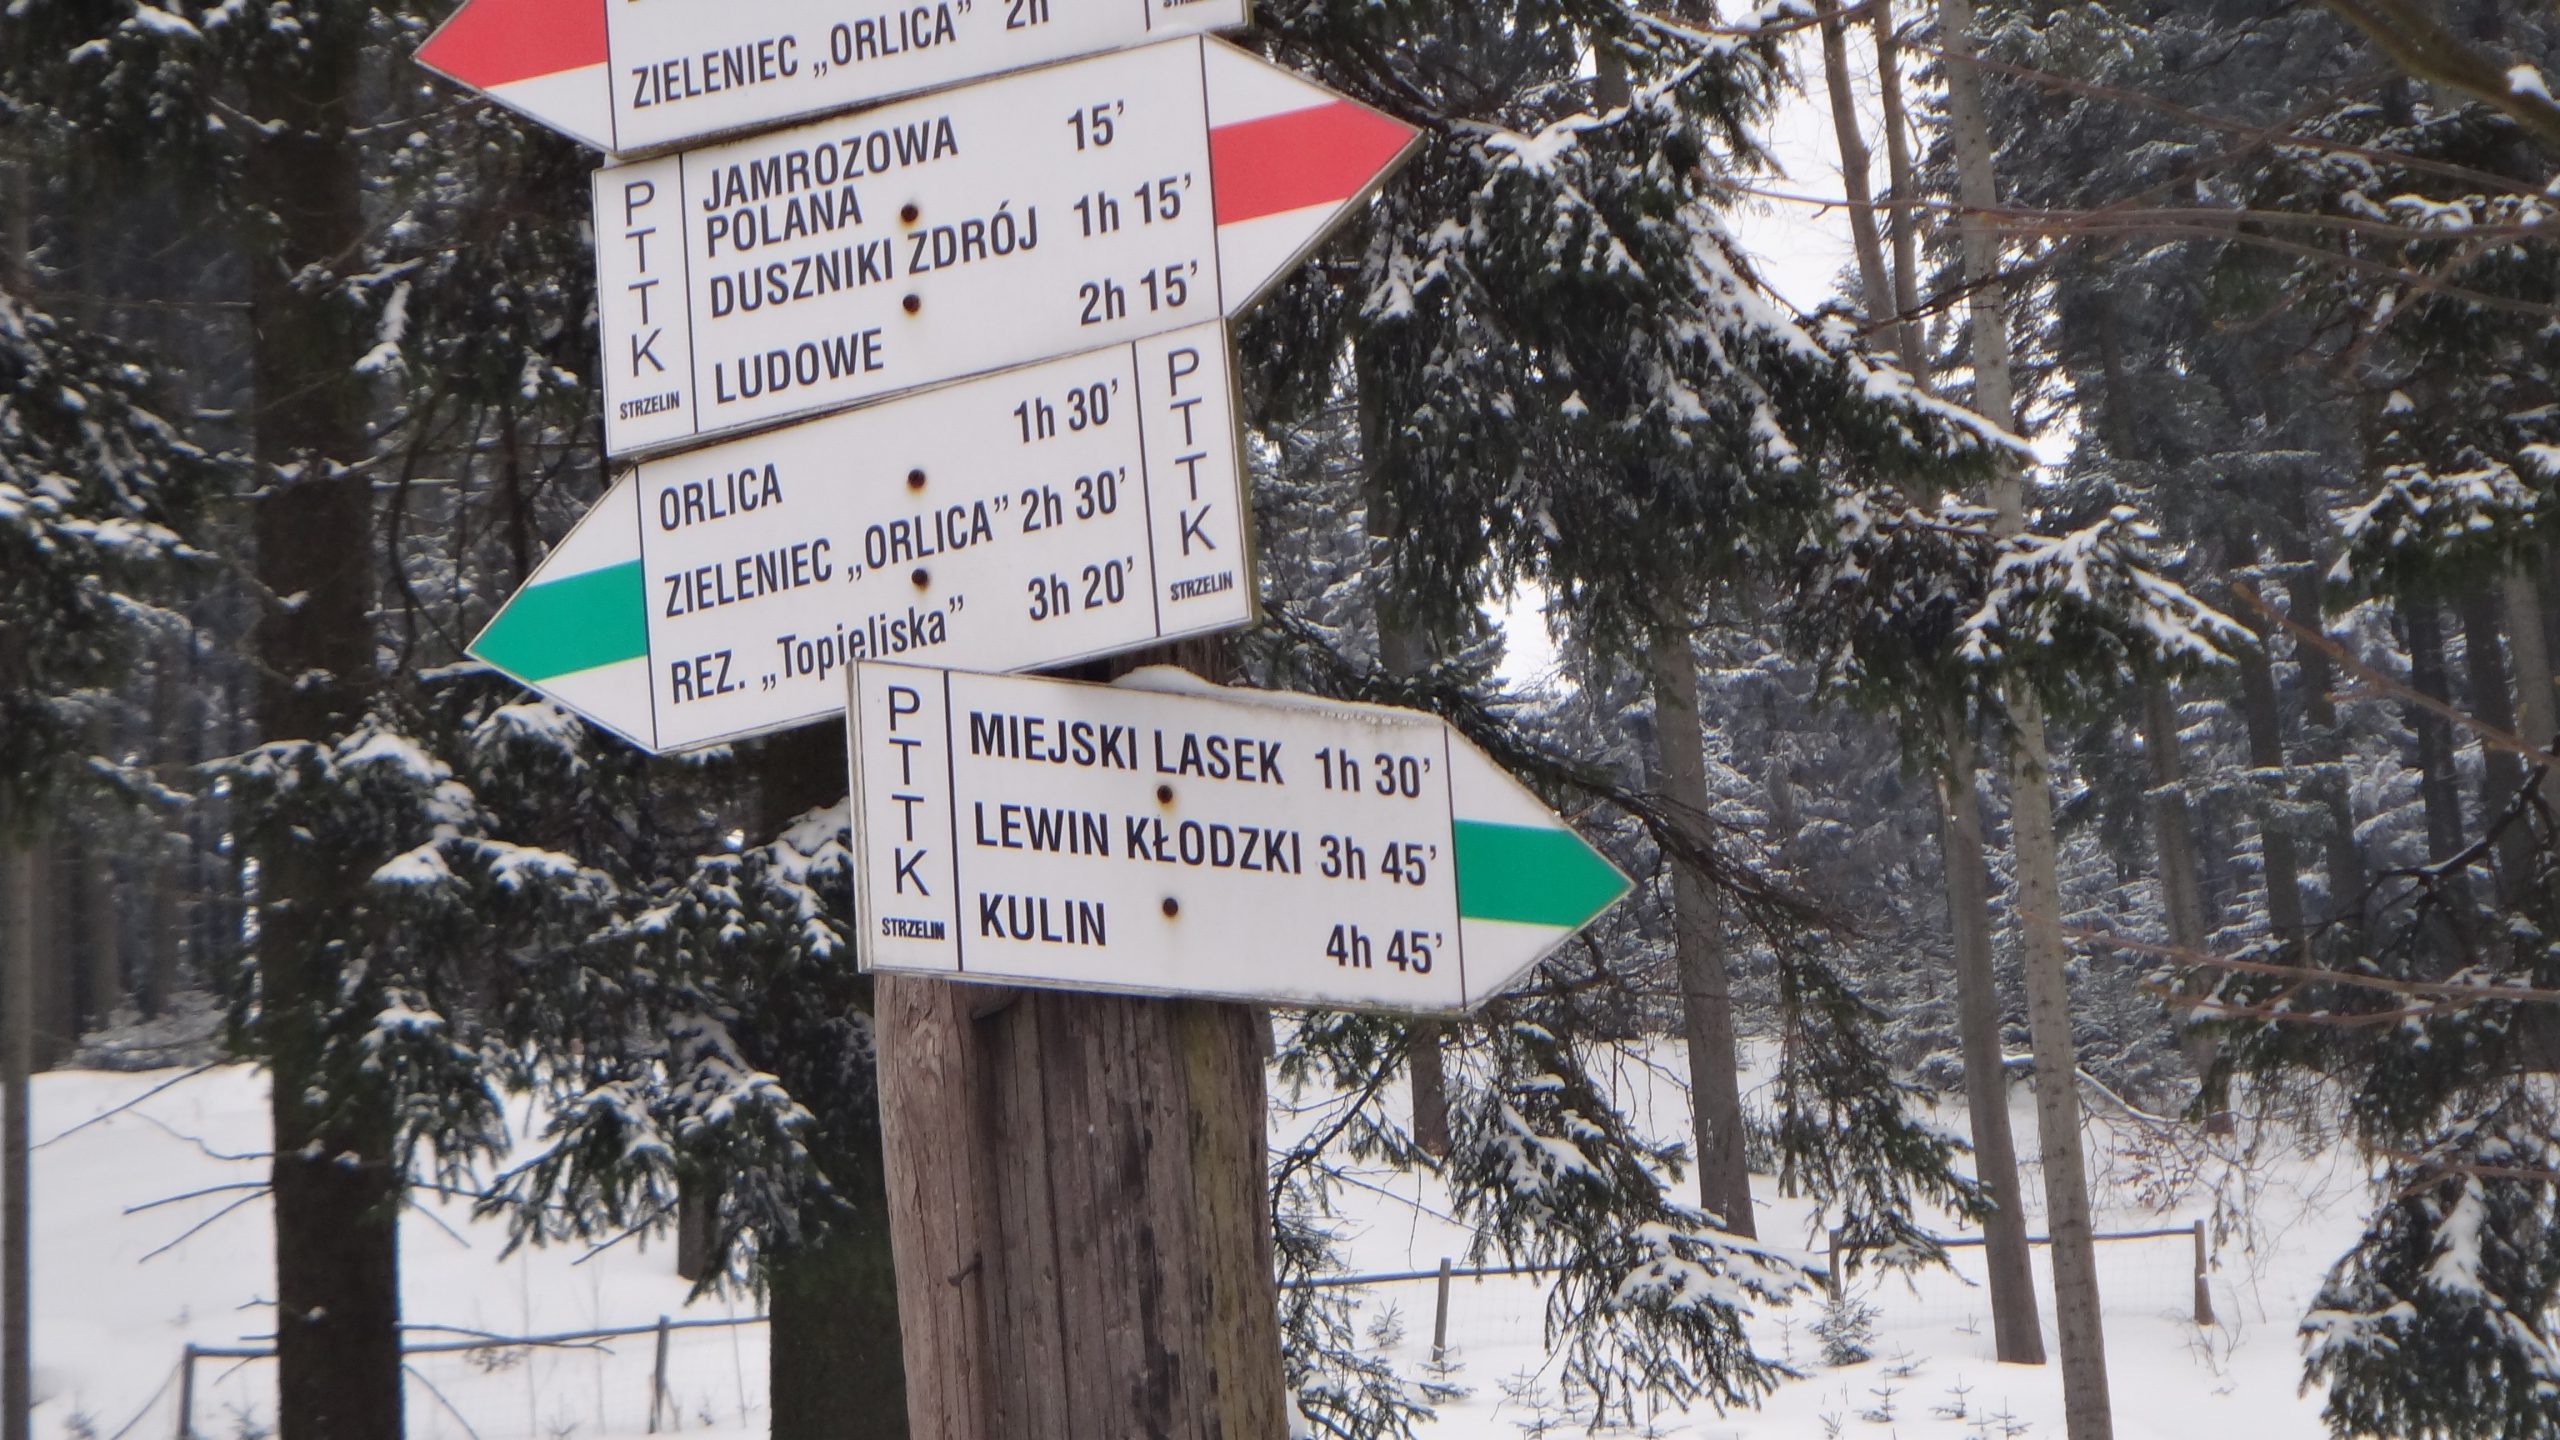 ZIELENIEC „ORLICA” 2h
PTTK
STRZELIN
JAMROZOWA 15’
POLANA
DUSZNIKI ZDRÓJ 1h 15’
LUDOWE 2h 15’
ORLICA 1h 30’
ZIELENIEC „ORLICA” 2h 30’
REZ. „Topieliska” 3h 20’
PTTK
STRZELIN
PTTK
STRZELIN
MIEJSKI LASEK 1h 30’
LEWIN KŁODZKI 3h 45’
KULIN 4h 45’